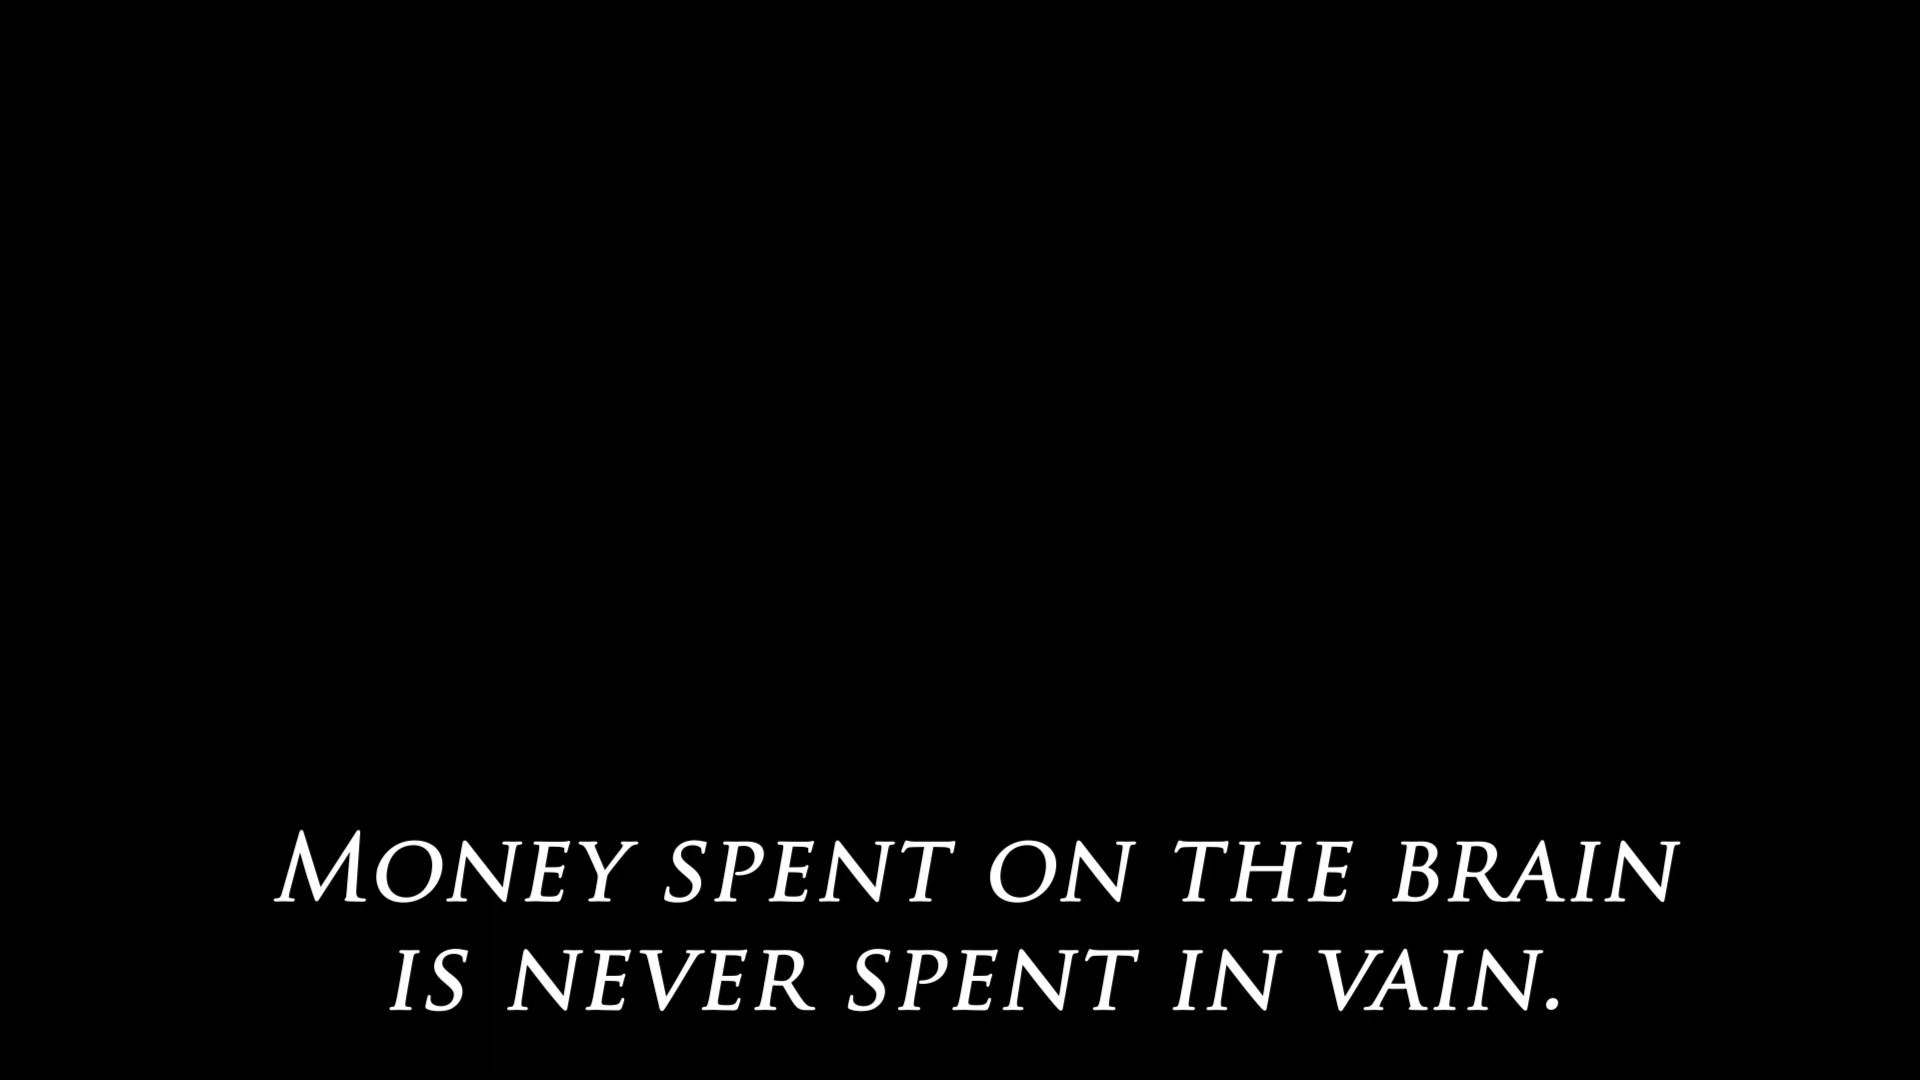 Money spent on the brain
is never spent in vain.